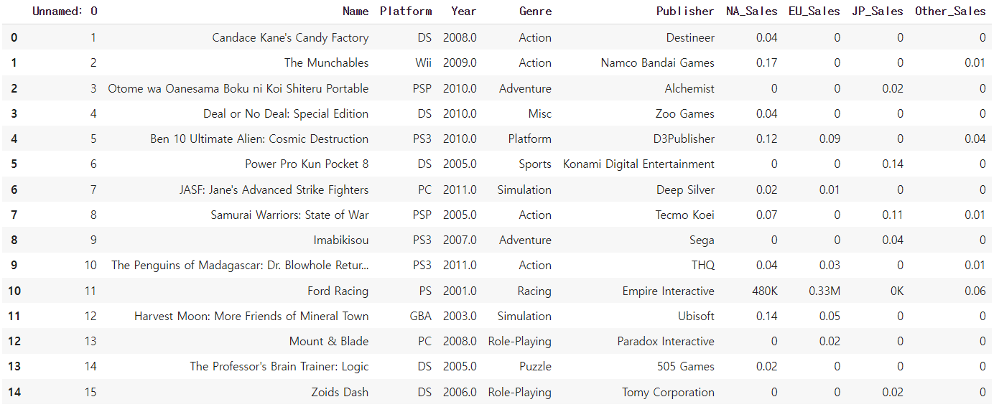 Unnamed: 0 Name Platform Year Genre Publisher NA_Sales EU_Sales JP_Sales Other_Sales
0 1 Candace Kane's Candy Factory DS 2008.0 Action Destineer 0.04 0 0 0
1 2 The Munchables Wii 2009.0 Action Namco Bandai Games 0.17 0 0 0.01
2 3 Otome wa Oanesama Boku ni Koi Shiteru Portable PSP 2010.0 Adventure Alchemist 0 0 0.02 0
3 4 Deal or No Deal: Special Edition DS 2010.0 Misc Zoo Games 0.04 0 0 0
4 5 Ben 10 Ultimate Alien: Cosmic Destruction PS3 2010.0 Platform D3Publisher 0.12 0.09 0 0.04
5 6 Power Pro Kun Pocket 8 DS 2005.0 Sports Konami Digital Entertainment 0 0 0.14 0
6 7 JASF: Jane's Advanced Strike Fighters PC 2011.0 Simulation Deep Silver 0.02 0.01 0 0
7 8 Samurai Warriors: State of War PSP 2005.0 Action Tecmo Koei 0.07 0 0.11 0.01
8 9 Imabikisou PS3 2007.0 Adventure Sega 0 0 0.04 0
9 10 The Penguins of Madagascar: Dr. Blowhole Retur... PS3 2011.0 Action THQ 0.04 0.03 0 0.01
10 11 Ford Racing PS 2001.0 Racing Empire Interactive 480K 0.33M 0K 0.06
11 12 Harvest Moon: More Friends of Mineral Town GBA 2003.0 Simulation Ubisoft 0.14 0.05 0 0
12 13 Mount & Blade PC 2008.0 Role-Playing Paradox Interactive 0 0.02 0 0
13 14 The Professor's Brain Trainer: Logic DS 2005.0 Puzzle 505 Games 0.02 0 0 0
14 15 Zoids Dash DS 2006.0 Role-Playing Tomy Corporation 0 0 0.02 0